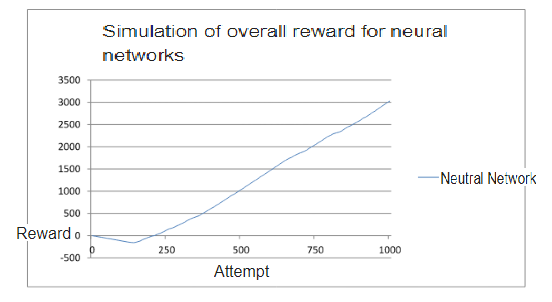 Simulation of overall reward for neural
networks
3500
3000
2500
2000
1500
1000
500
Reward 0
-500
0 250 500 750 1000
Attempt
Neutral Network